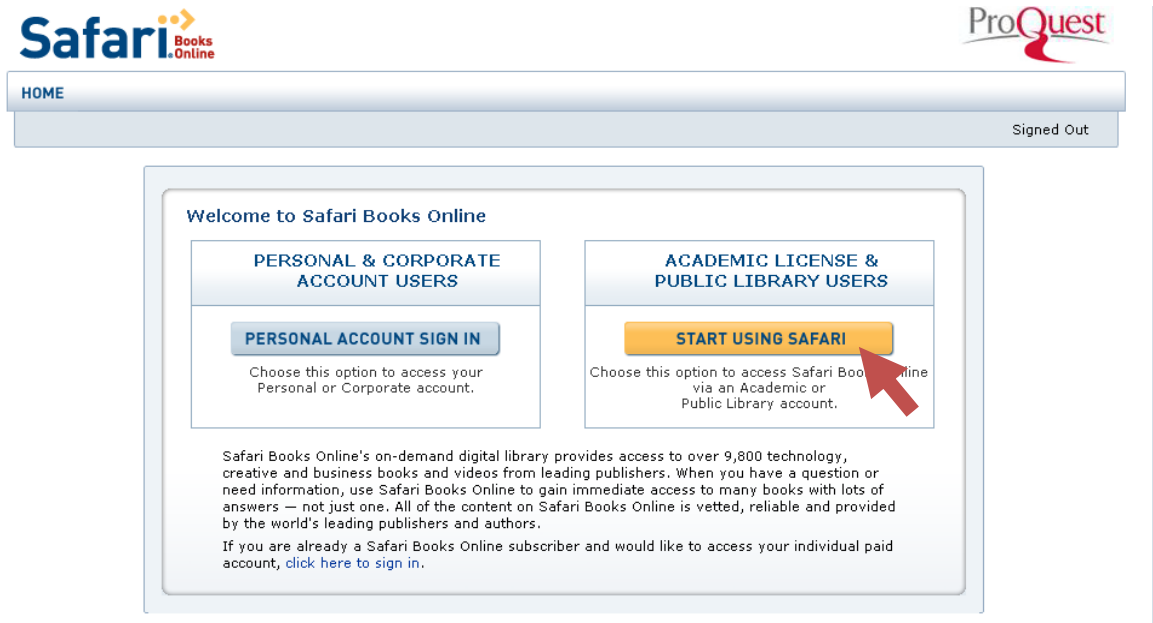 Safari Books Online
ProQuest
HOME
Signed Out
Welcome to Safari Books Online
PERSONAL & CORPORATE
ACCOUNT USERS
PERSONAL ACCOUNT SIGN IN
Choose this option to access your
Personal or Corporate account.
ACADEMIC LICENSE &
PUBLIC LIBRARY USERS
START USING SAFARI
Choose this option to access Safari Books Online
via an Academic or
Public Library account.
Safari Books Online's on-demand digital library provides access to over 9,800 technology,
creative and business books and videos from leading publishers. When you have a question or
need information, use Safari Books Online to gain immediate access to many books with lots of
answers — not just one. All of the content on Safari Books Online is vetted, reliable and provided
by the world's leading publishers and authors.
If you are already a Safari Books Online subscriber and would like to access your individual paid
account, click here to sign in.